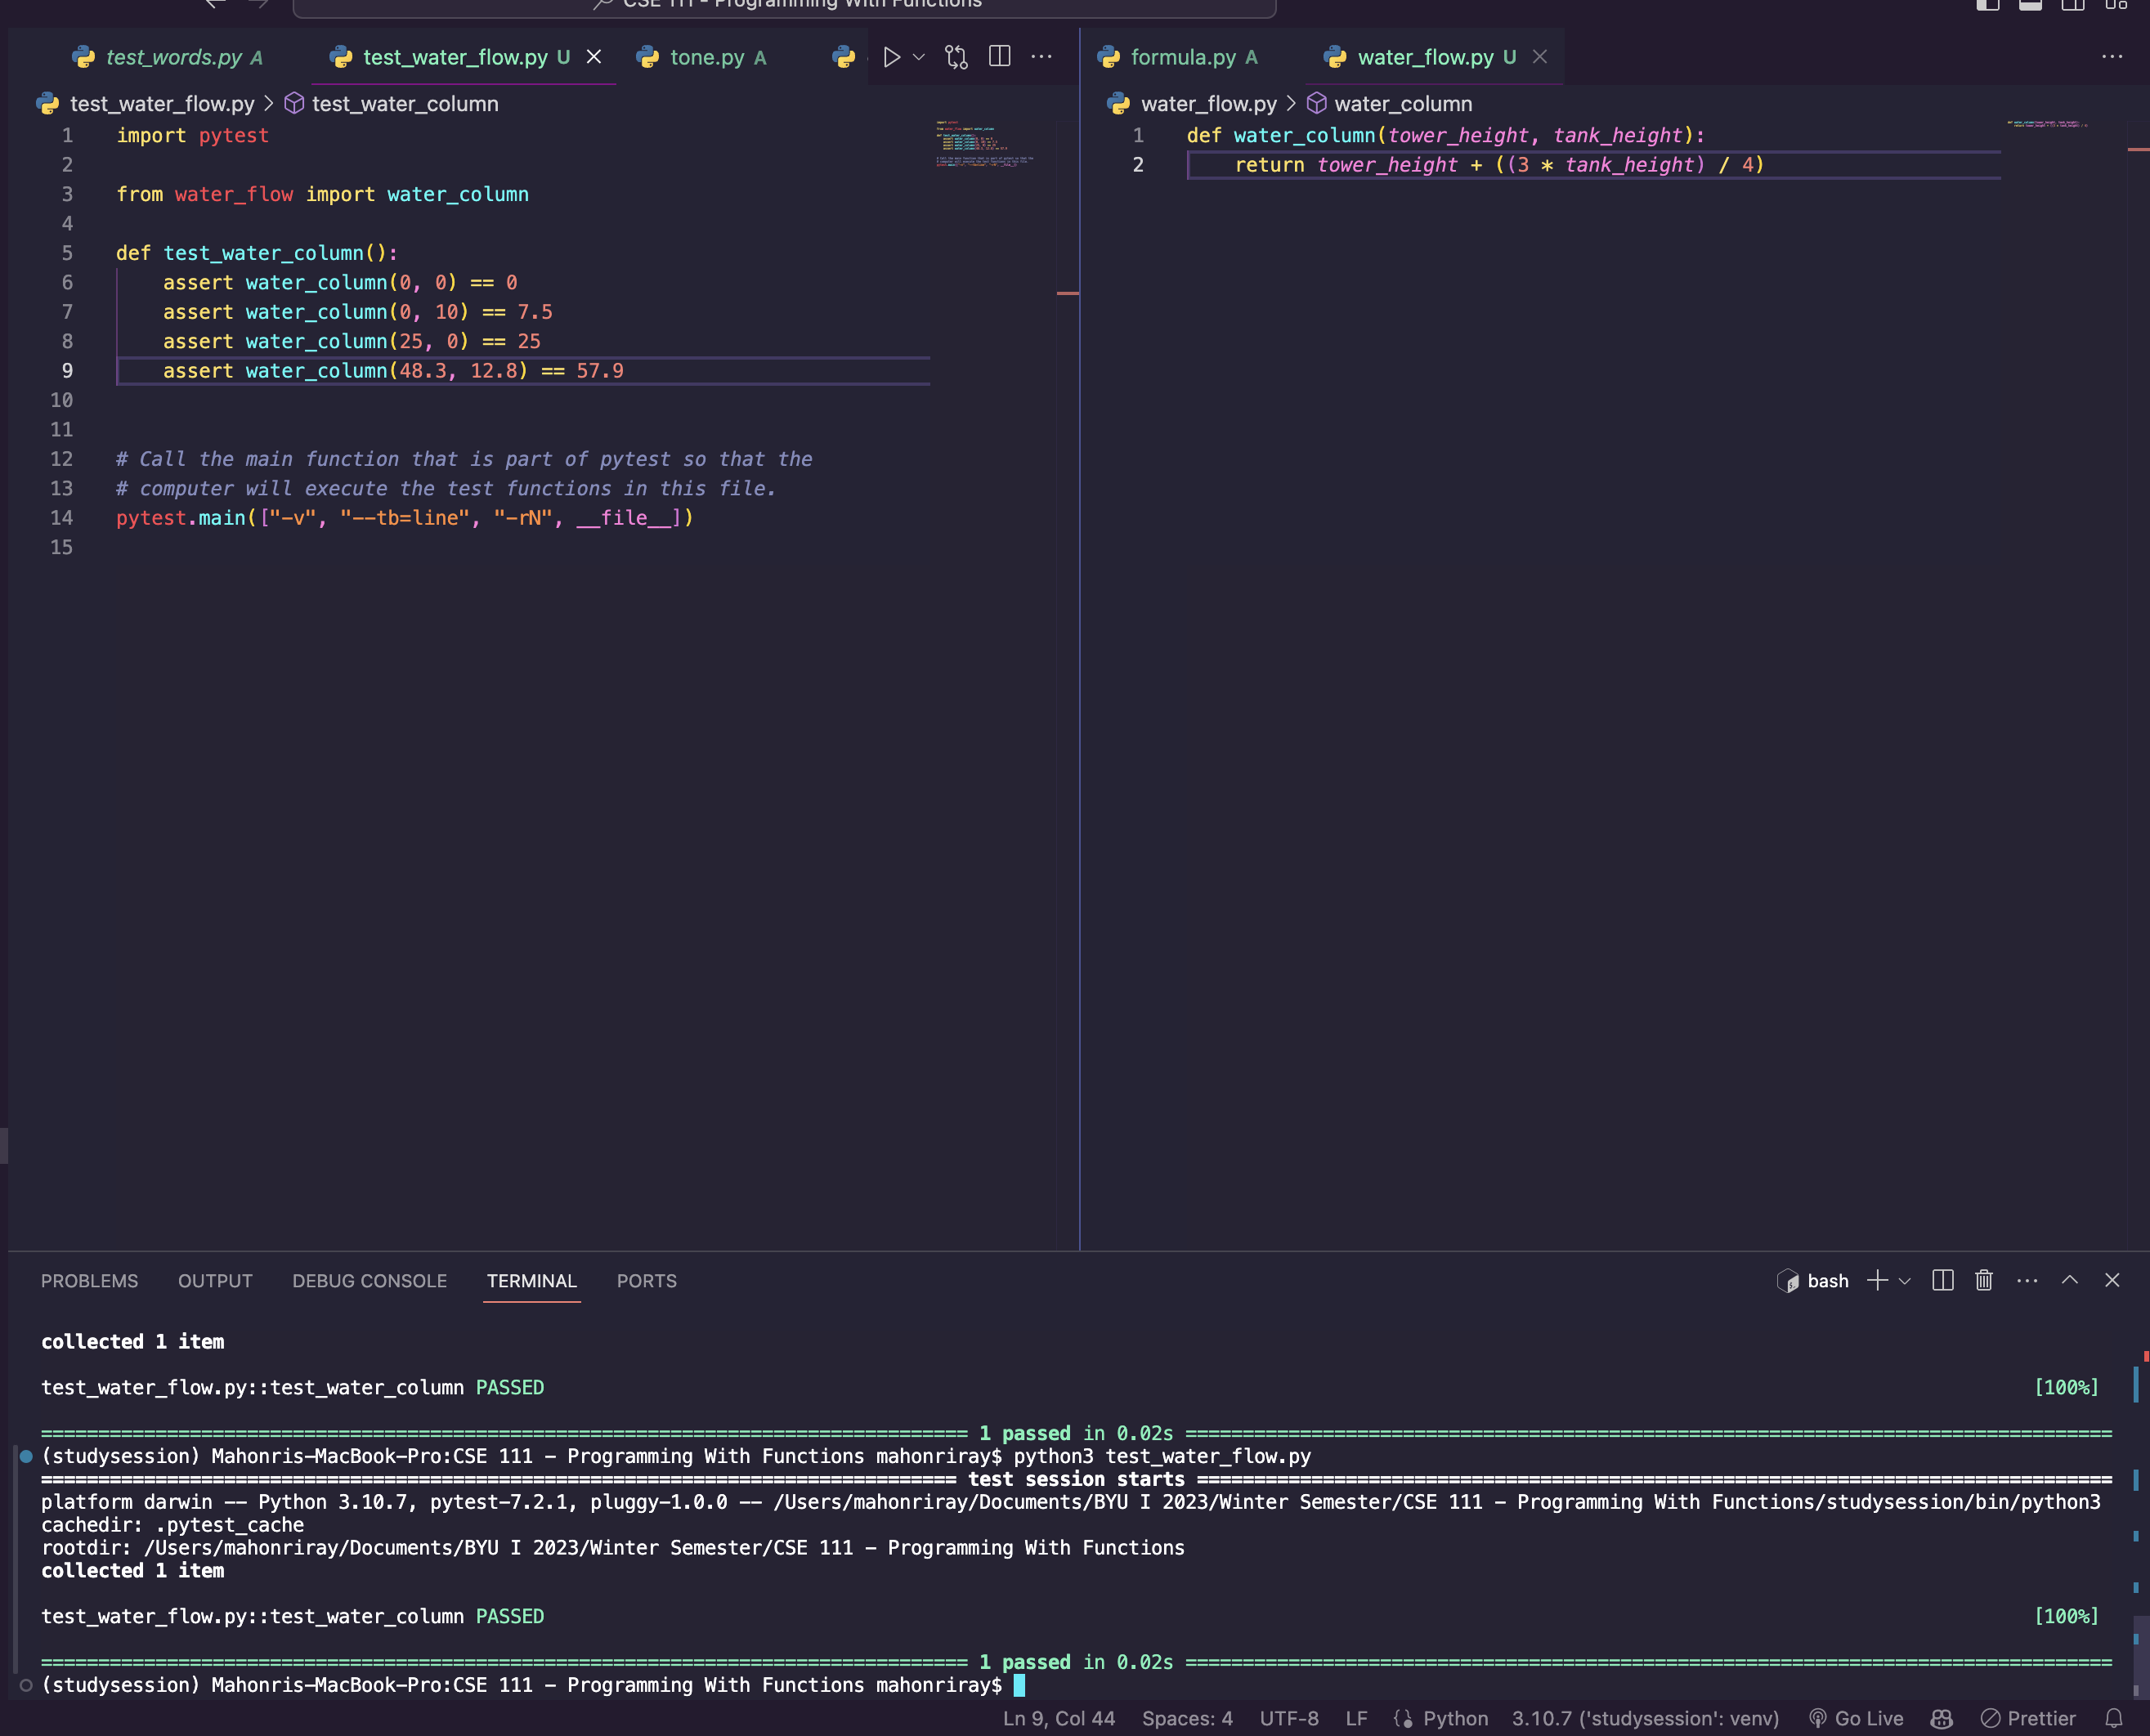 CSE 111 - Programming With Functions
test_words.py A
test_water_flow.py U
tone.py A
formula.py A
water_flow.py U
test_water_flow.py > test_water_column
1 import pytest
2
3 from water_flow import water_column
4
5 def test_water_column():
6     assert water_column(0, 0) == 0
7     assert water_column(0, 10) == 7.5
8     assert water_column(25, 0) == 25
9     assert water_column(48.3, 12.8) == 57.9
10
11
12 # Call the main function that is part of pytest so that the
13 # computer will execute the test functions in this file.
14 pytest.main(["-v", "--tb=line", "-rN", __file__])
15
water_flow.py > water_column
1 def water_column(tower_height, tank_height):
2     return tower_height + ((3 * tank_height) / 4)
PROBLEMS OUTPUT DEBUG CONSOLE TERMINAL PORTS
bash
collected 1 item
test_water_flow.py::test_water_column PASSED [100%]
1 passed in 0.02s
(studysession) Mahonris-MacBook-Pro:CSE 111 - Programming With Functions mahonriray$ python3 test_water_flow.py
test session starts
platform darwin -- Python 3.10.7, pytest-7.2.1, pluggy-1.0.0 -- /Users/mahonriray/Documents/BYU I 2023/Winter Semester/CSE 111 - Programming With Functions/studysession/bin/python3
cachedir: .pytest_cache
rootdir: /Users/mahonriray/Documents/BYU I 2023/Winter Semester/CSE 111 - Programming With Functions
collected 1 item
test_water_flow.py::test_water_column PASSED [100%]
1 passed in 0.02s
(studysession) Mahonris-MacBook-Pro:CSE 111 - Programming With Functions mahonriray$
Ln 9, Col 44 Spaces: 4 UTF-8 LF Python 3.10.7 ('studysession': venv) Go Live Prettier